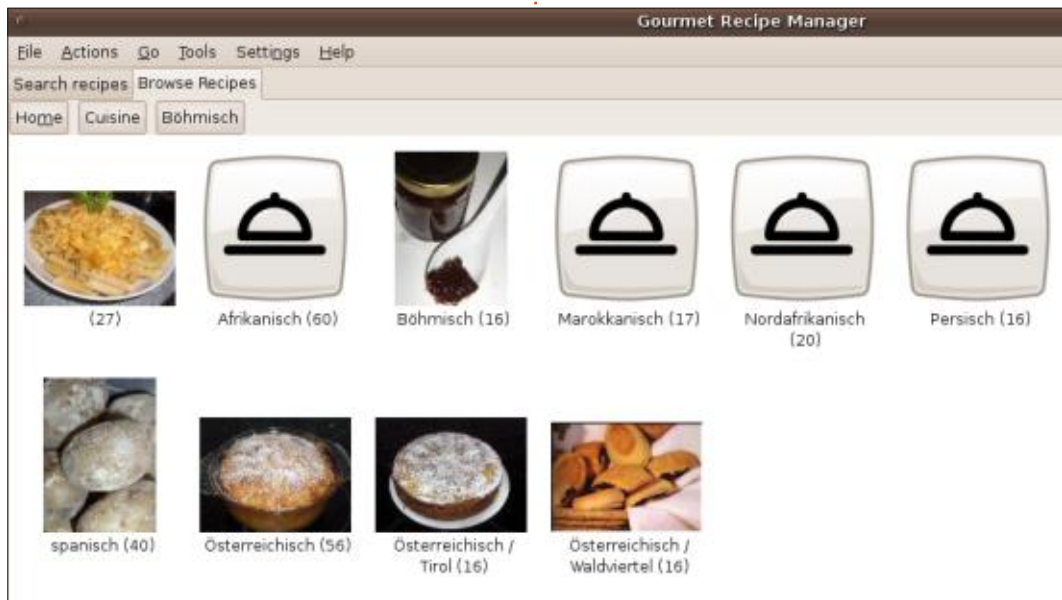 Gourmet Recipe Manager
File Actions Go Tools Settings Help
Search recipes Browse Recipes
Home Cuisine Böhmisch
(27)
Afrikanisch (60)
Böhmisch (16)
Marokkanisch (17)
Nordafrikanisch
(20)
Persisch (16)
spanisch (40)
Österreichisch (56)
Österreichisch /
Tirol (16)
Österreichisch /
Waldviertel (16)